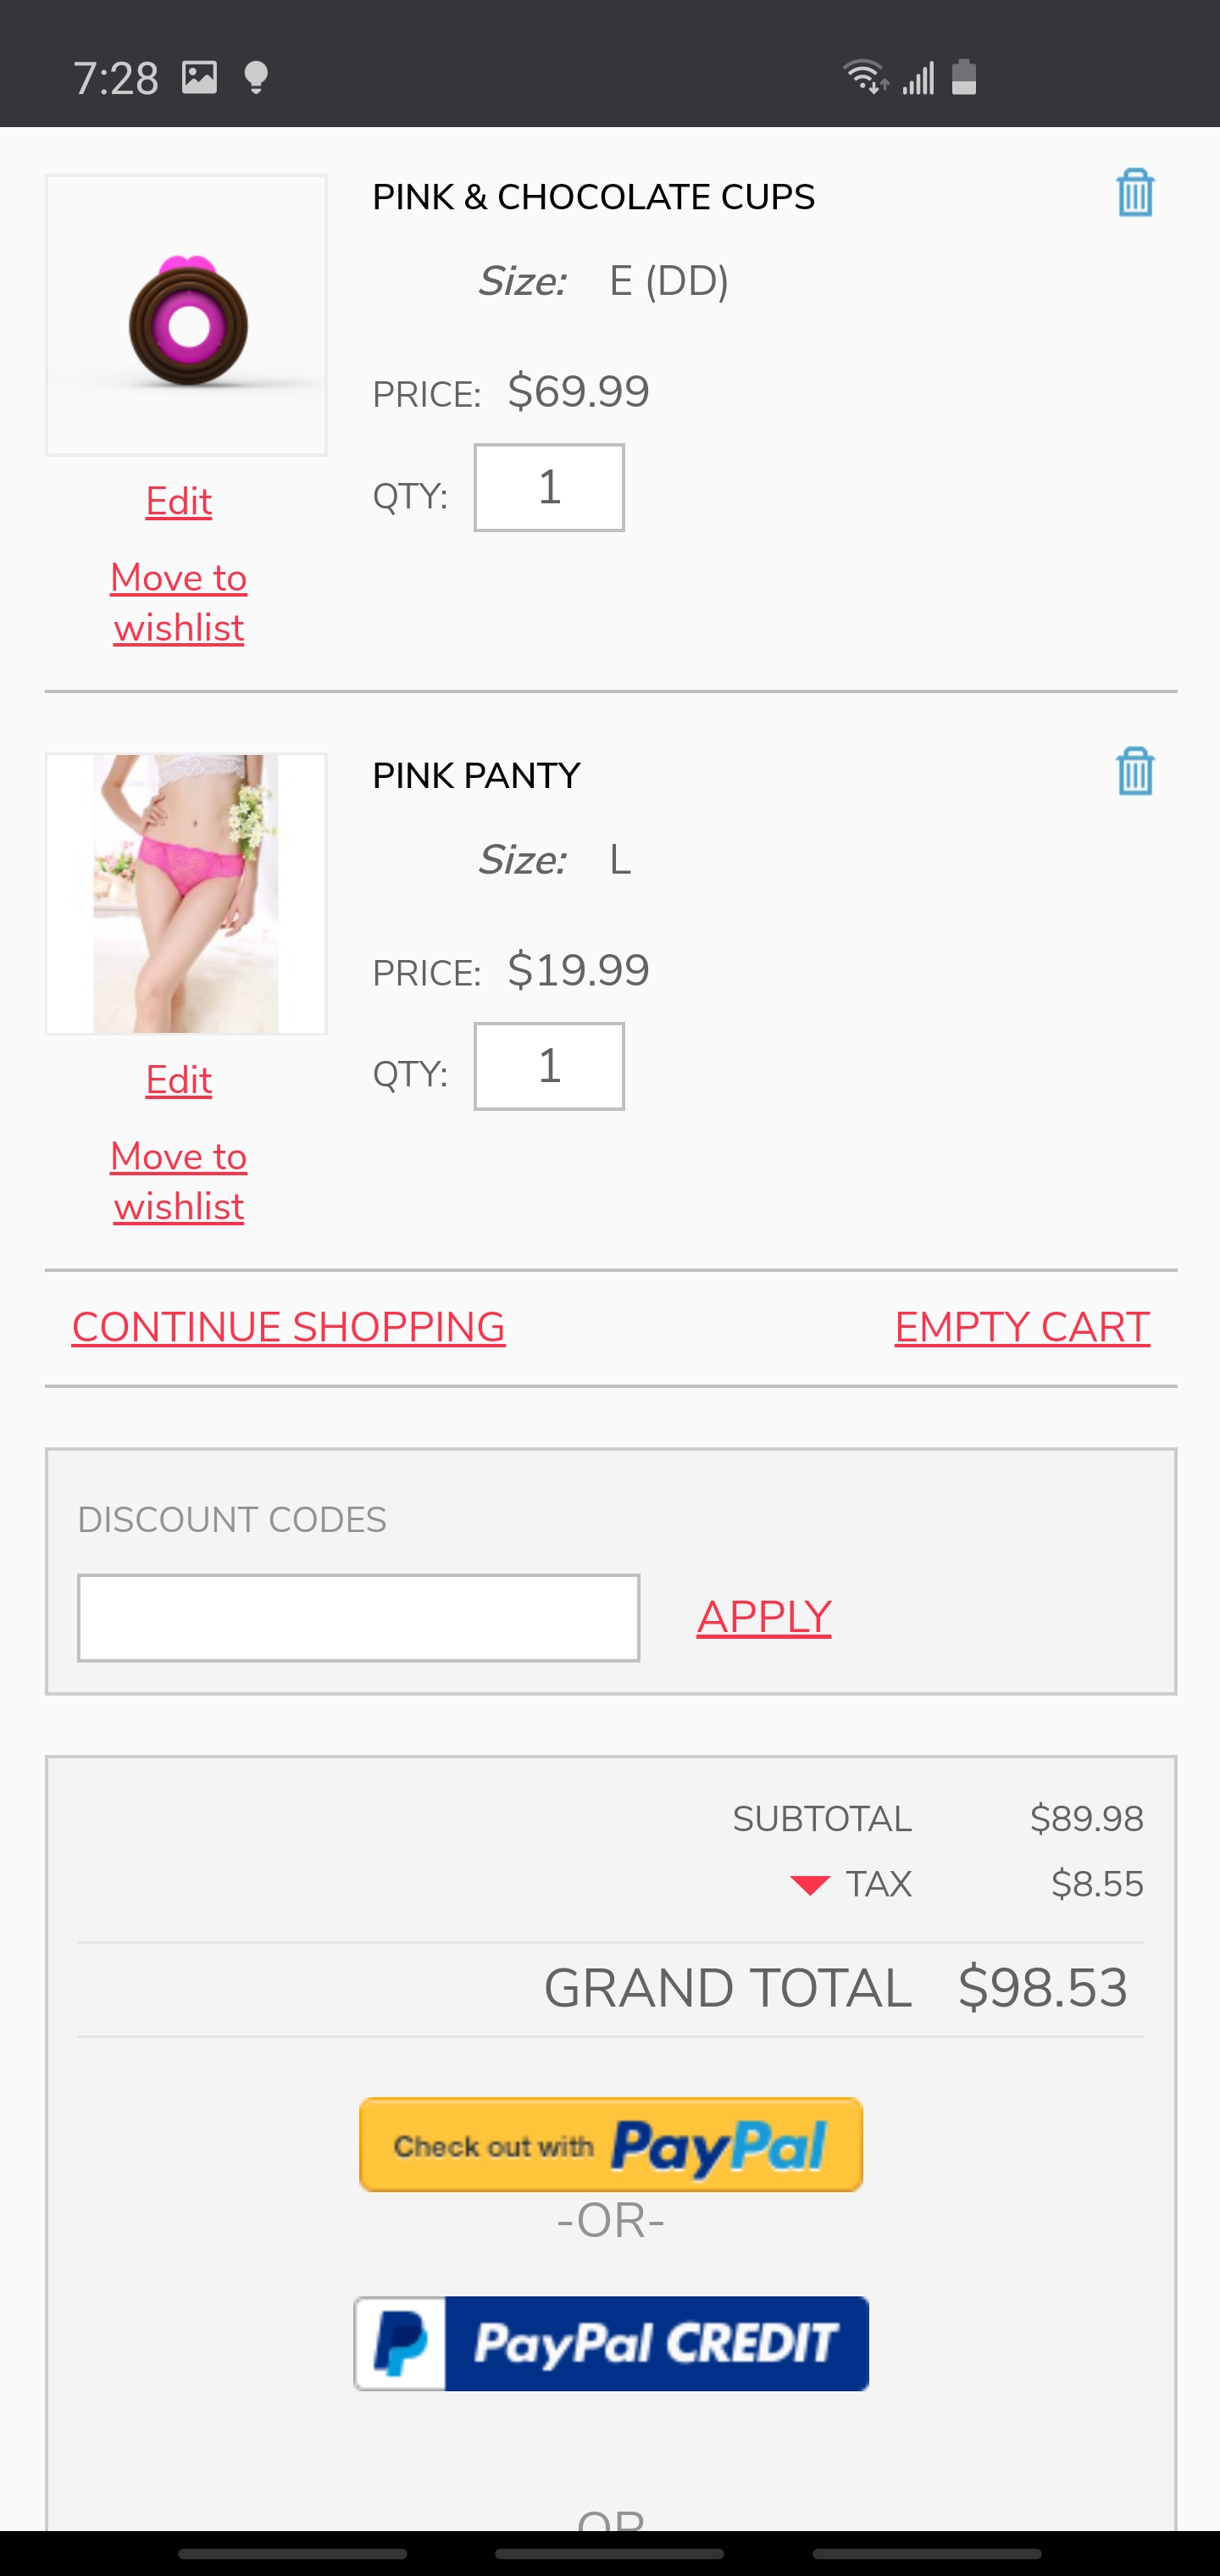 7:28
PINK & CHOCOLATE CUPS
Size: E (DD)
PRICE: $69.99
QTY: 1
Edit
Move to
wishlist
PINK PANTY
Size: L
PRICE: $19.99
QTY: 1
Edit
Move to
wishlist
CONTINUE SHOPPING EMPTY CART
DISCOUNT CODES
APPLY
SUBTOTAL $89.98
TAX $8.55
GRAND TOTAL $98.53
Check out with PayPal
-OR-
PayPal CREDIT
OR